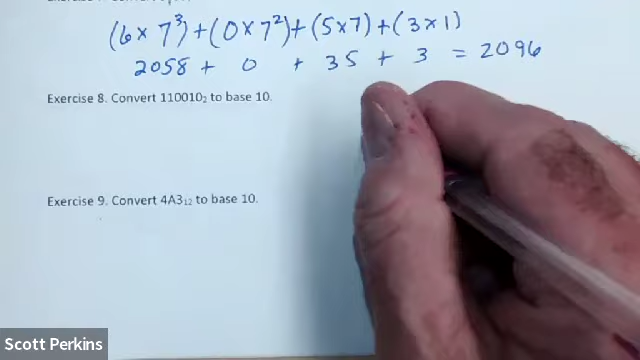 (6 × 7³) + (0 × 7²) + (5 × 7) + (3 × 1)
2058 + 0 + 35 + 3 = 2096
Exercise 8. Convert 110010₂ to base 10.
Exercise 9. Convert 4A3₁₂ to base 10.
Scott Perkins